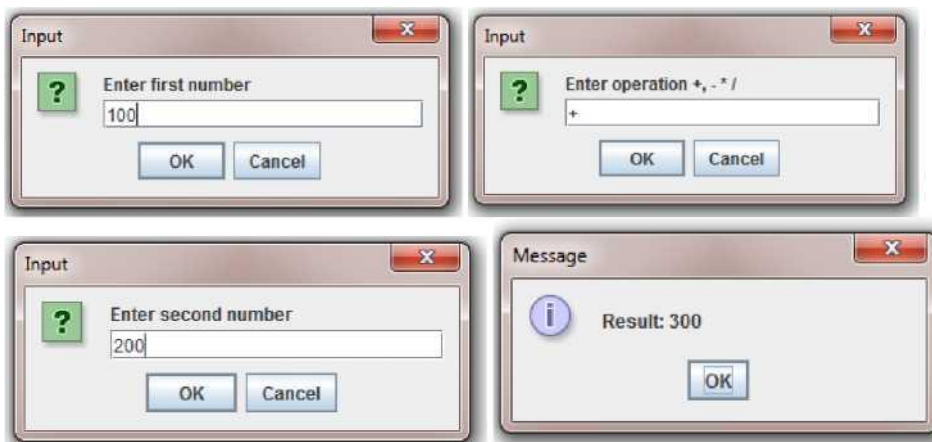 Input
Enter first number
100
OK Cancel
Input
Enter operation +, - * /
+
OK Cancel
Input
Enter second number
200
OK Cancel
Message
Result: 300
OK